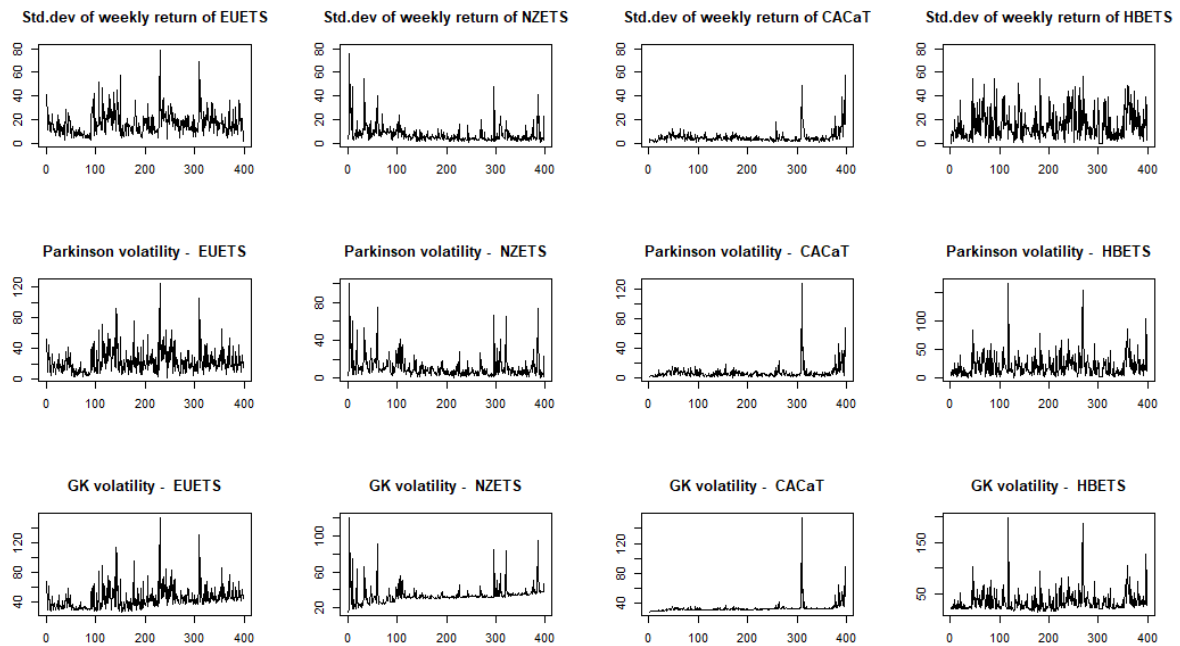 Std.dev of weekly return of EUETS
80
60
40
20
0
0 100 200 300 400
Std.dev of weekly return of NZETS
80
60
40
20
0
0 100 200 300 400
Std.dev of weekly return of CACaT
80
60
40
20
0
0 100 200 300 400
Std.dev of weekly return of HBETS
80
60
40
20
0
0 100 200 300 400
Parkinson volatility - EUETS
120
80
40
0
0 100 200 300 400
Parkinson volatility - NZETS
80
40
0
0 100 200 300 400
Parkinson volatility - CACaT
120
80
40
0
0 100 200 300 400
Parkinson volatility - HBETS
100
50
0
0 100 200 300 400
GK volatility - EUETS
120
80
40
0 100 200 300 400
GK volatility - NZETS
100
60
20
0 100 200 300 400
GK volatility - CACaT
120
80
40
0 100 200 300 400
GK volatility - HBETS
150
50
0 100 200 300 400